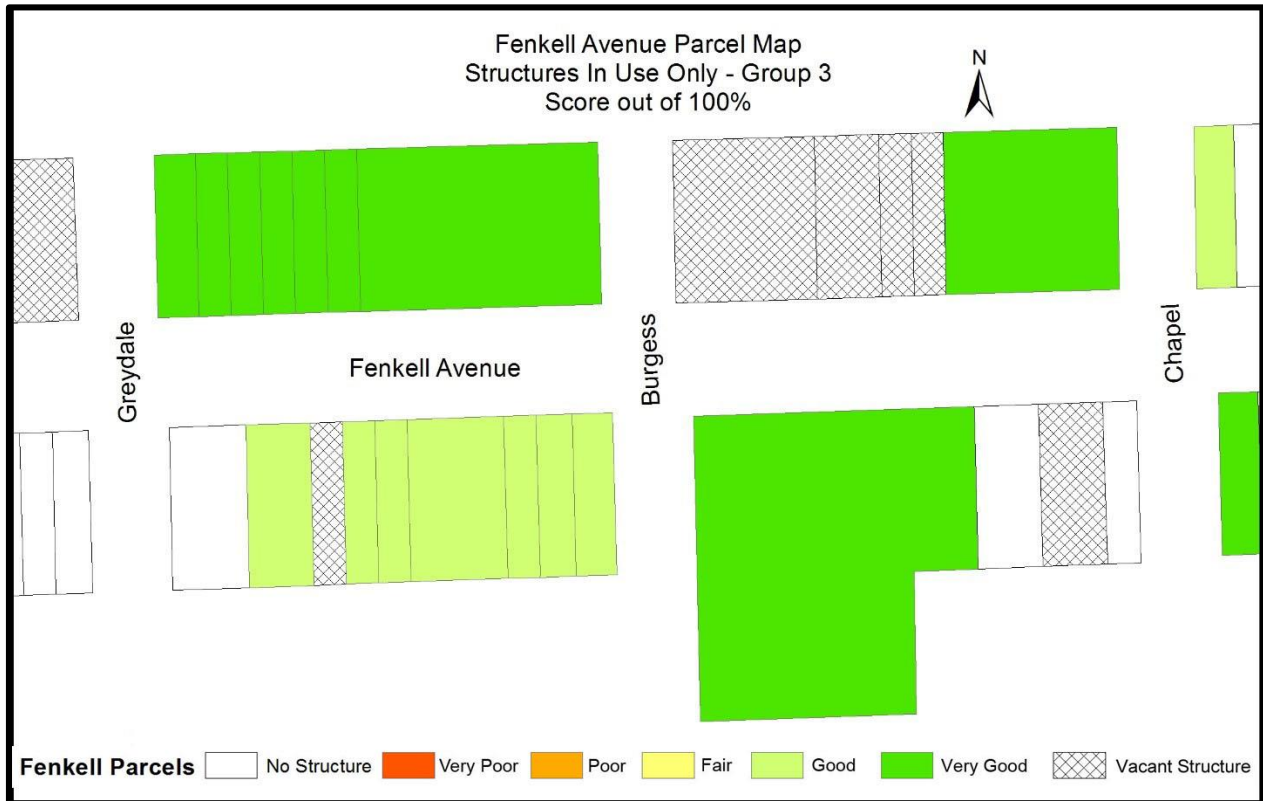 Fenkell Avenue Parcel Map
Structures In Use Only - Group 3
Score out of 100%
N
Greydale
Fenkell Avenue
Burgess
Chapel
Fenkell Parcels No Structure Very Poor Poor Fair Good Very Good Vacant Structure